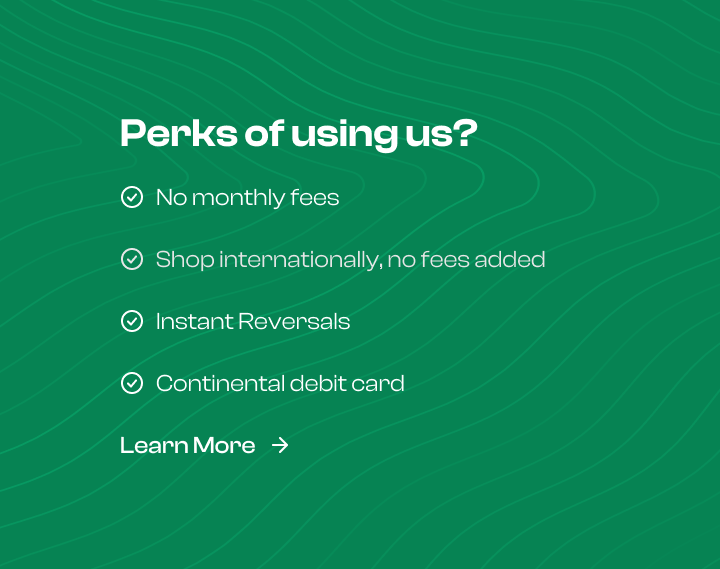 Perks of using us?
No monthly fees
Shop internationally, no fees added
Instant Reversals
Continental debit card
Learn More